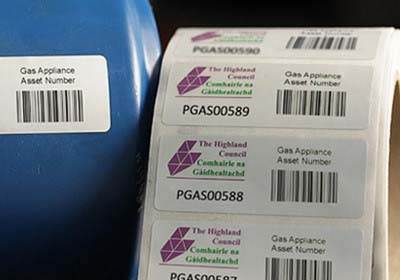 Gas Appliance
Asset Number
PGAS00590
The Highland
Council
Comhairle na
Gàidhealtachd
PGAS00589
Gas Appliance
Asset Number
The Highland
Council
Comhairle na
Gàidhealtachd
PGAS00588
Gas Appliance
Asset Number
The Highland
Council
Comhairle na
Gàidhealtachd
PGAS00587
Gas Appliance
Asset Number